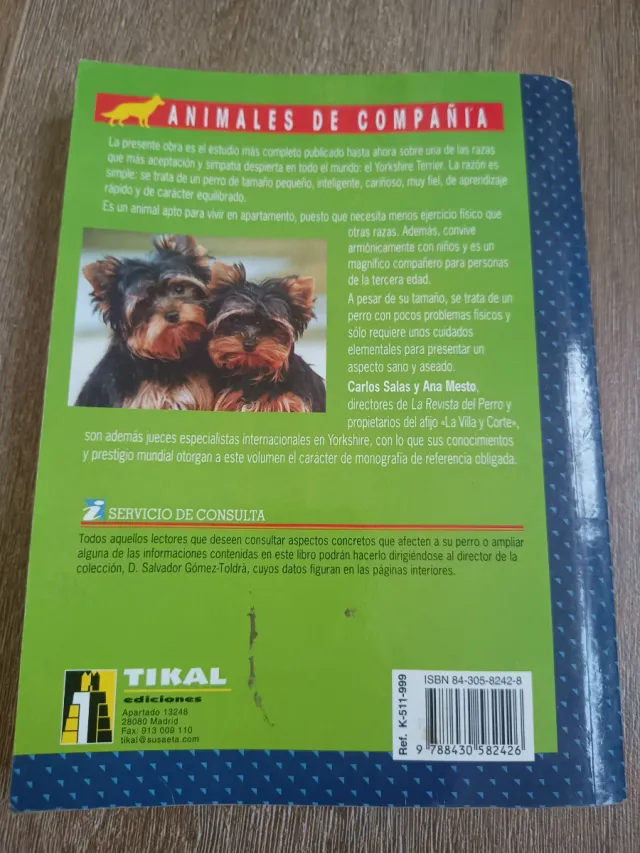 ANIMALES DE COMPAÑÍA
La presente obra es el estudio más completo publicado hasta ahora sobre una de las razas
que más aceptación y simpatía despierta en todo el mundo: el Yorkshire Terrier. La razón es
simple: se trata de un perro de tamaño pequeño, inteligente, cariñoso, muy fiel, de aprendizaje
rápido y de carácter equilibrado.
Es un animal apto para vivir en apartamento, puesto que necesita menos ejercicio físico que
otras razas. Además, convive
armónicamente con niños y es un
magnífico compañero para personas
de la tercera edad.
A pesar de su tamaño, se trata de un
perro con pocos problemas físicos y
sólo requiere unos cuidados
elementales para presentar un
aspecto sano y aseado.
Carlos Salas y Ana Mesto,
directores de La Revista del Perro y
propietarios del afijo «La Villa y Corte»,
son además jueces especialistas internacionales en Yorkshire, con lo que sus conocimientos
y prestigio mundial otorgan a este volumen el carácter de monografía de referencia obligada.
i SERVICIO DE CONSULTA
Todos aquellos lectores que deseen consultar aspectos concretos que afecten a su perro o ampliar
alguna de las informaciones contenidas en este libro podrán hacerlo dirigiéndose al director de la
colección, D. Salvador Gómez-Toldrà, cuyos datos figuran en las páginas interiores.
TIKAL
ediciones
Apartado 13248
28080 Madrid
Fax: 913 009 110
tikal@susaeta.com
Ref. K-511-999
ISBN 84-305-8242-8
9 788430 582426